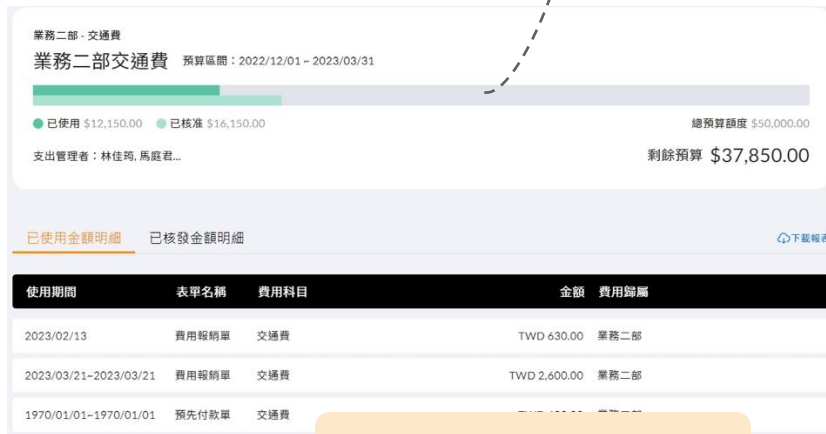 業務二部 - 交通費
業務二部交通費 預算區間：2022/12/01 ~ 2023/03/31
已使用 $12,150.00 已核准 $16,150.00 總預算額度 $50,000.00
支出管理者：林佳筠, 馬庭君... 剩餘預算 $37,850.00
已使用金額明細 已核發金額明細 下載報表
使用期間 表單名稱 費用科目 金額 費用歸屬
2023/02/13 費用報銷單 交通費 TWD 630.00 業務二部
2023/03/21~2023/03/21 費用報銷單 交通費 TWD 2,600.00 業務二部
1970/01/01~1970/01/01 預先付款單 交通費